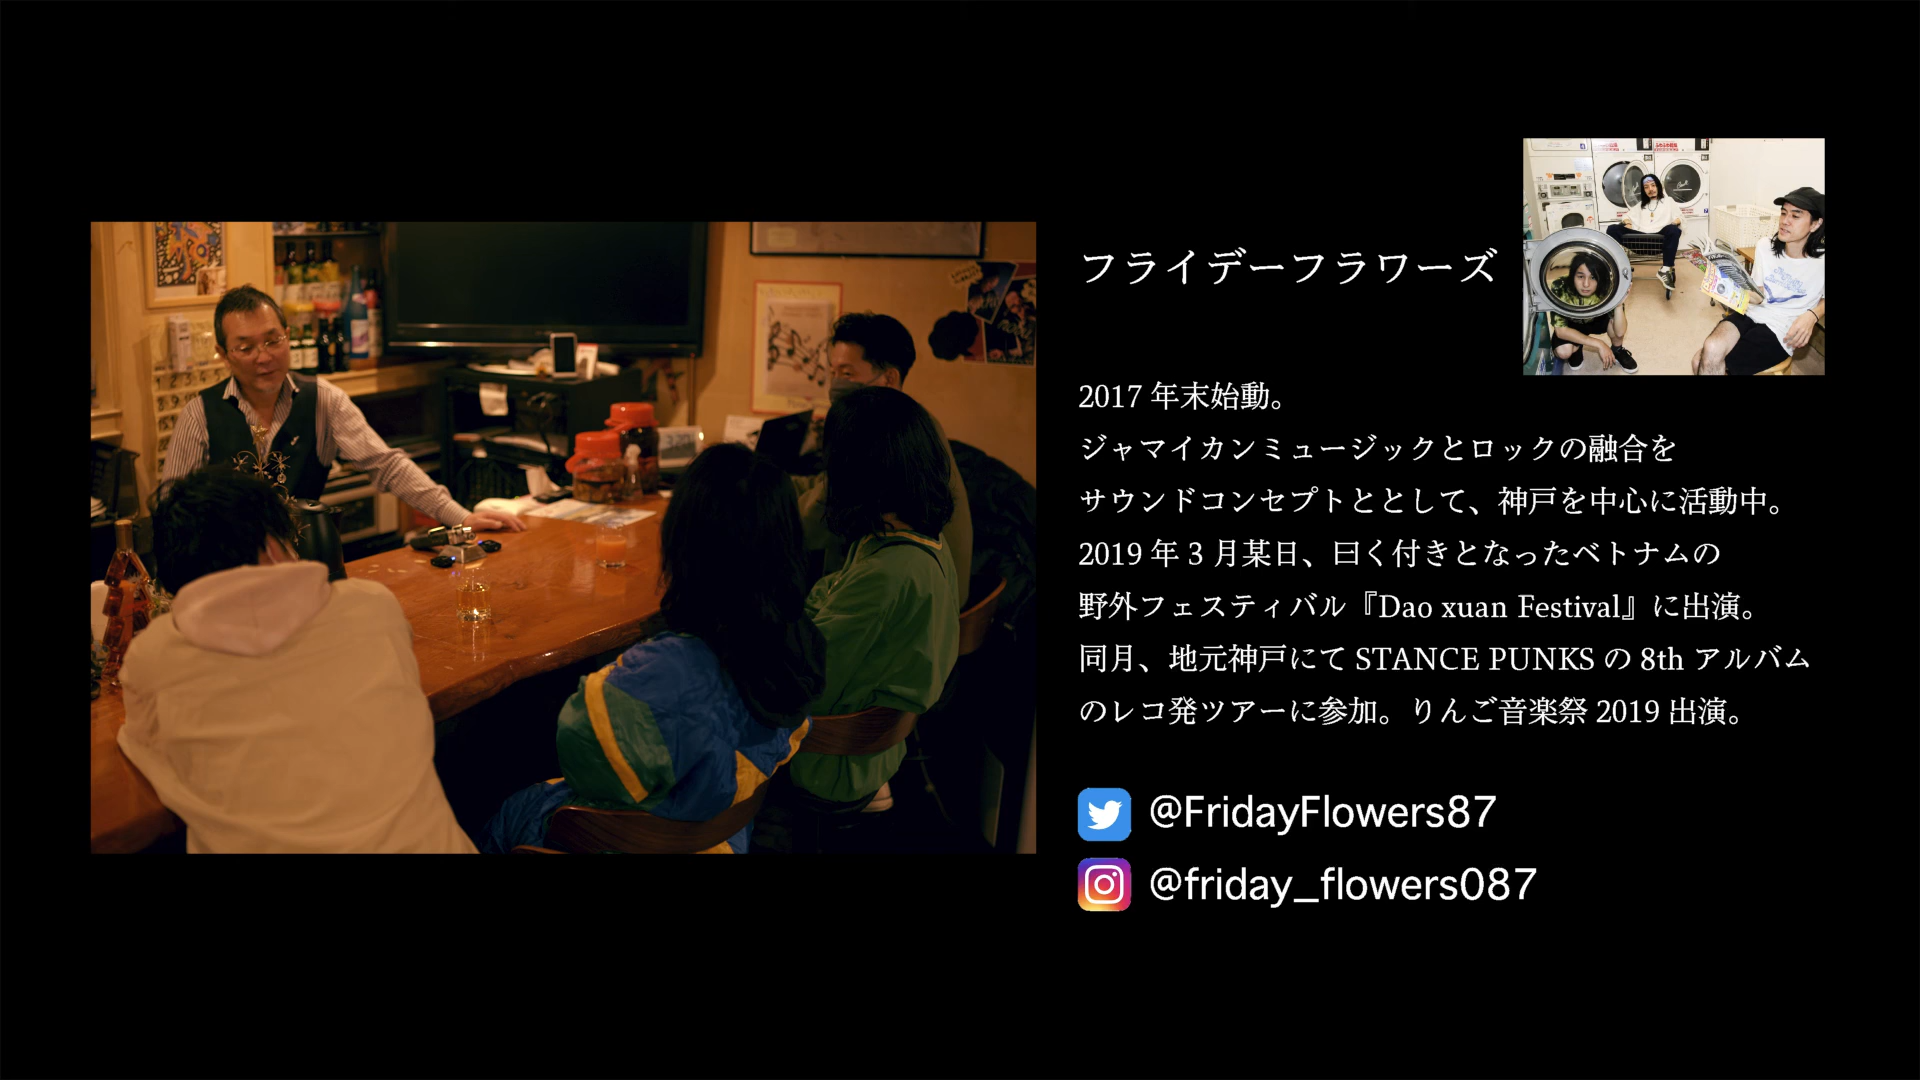 フライデーフラワーズ
2017 年末始動。
ジャマイカンミュージックとロックの融合を
サウンドコンセプトととして、神戸を中心に活動中。
2019 年 3 月某日、曰く付きとなったベトナムの
野外フェスティバル『Dao xuan Festival』に出演。
同月、地元神戸にて STANCE PUNKS の 8th アルバム
のレコ発ツアーに参加。りんご音楽祭 2019 出演。
@FridayFlowers87
@friday_flowers087